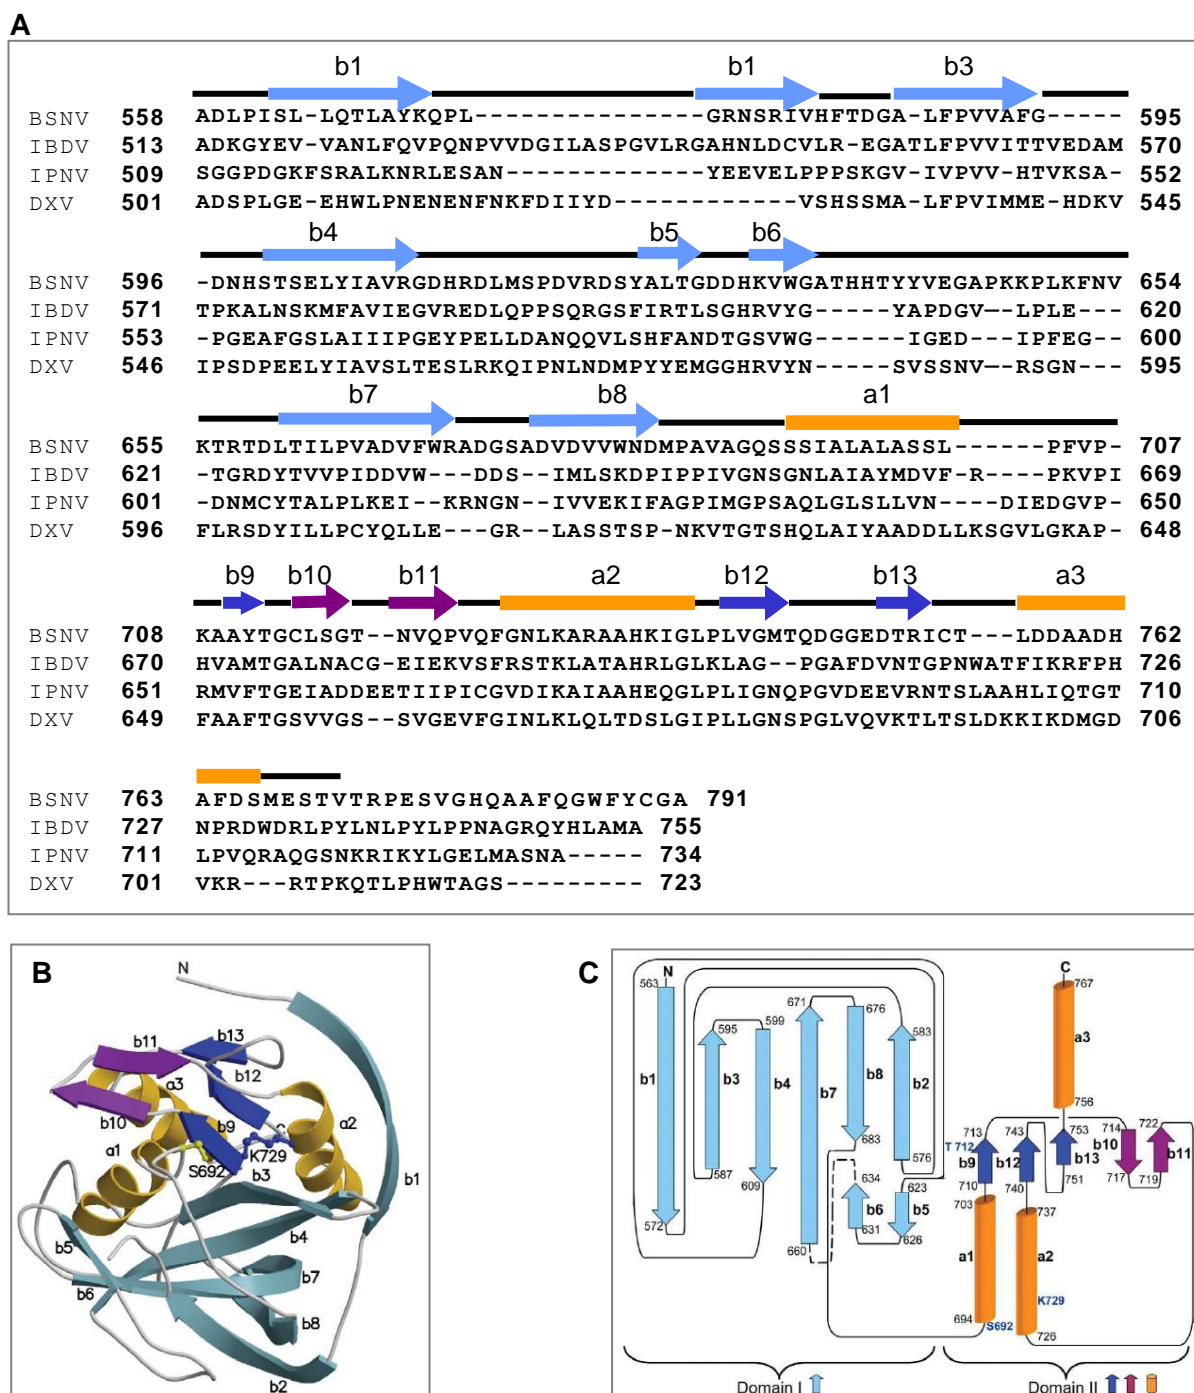 A
b1 b1 b3
BSNV 558 ADLPISL-LQTLAYKQPL---------------GRNSRIVHFTDGA-LFPVVAFG----- 595
IBDV 513 ADKGYEV-VANLFQVPQNPVVDGILASPGVLRGAHNLDCVLR-EGATLFPVVITTVEDAM 570
IPNV 509 SGGPDGKFSRALKNRLESAN-------------YEEVELPPPSKGV-IVPVV-HTVKSA- 552
DXV 501 ADSPLGE-EHWLPNENENFNKFDIIYD------------VSHSSMA-LFPVIMME-HDKV 545
b4 b5 b6
BSNV 596 -DNHSTSELYIAVRGDHRDLMSPDVRDSYALTGDDHKVWGATHHTYYVEGAPKKPLKFNV 654
IBDV 571 TPKALNSKMFAVIEGVREDLQPPSQRGSFIRTLSGHRVYG-----YAPDGV--LPLE--- 620
IPNV 553 -PGEAFGSLAIIIPGEYPELLDANQQVLSHFANDTGSVWG-----IGED---IPFEG--- 600
DXV 546 IPSDPEELYIAVSLTESLRKQIPNLNDMPYYEMGGHRVYN-----SVSSNV--RSGN--- 595
b7 b8 a1
BSNV 655 KTRTDLTILPVADVFWRADGSADVDVVWNDMPAVAGQSSSIALALASSL------PFVP- 707
IBDV 621 -TGRDYTVVPIDDVW---DDS--IMLSKDPIPPIVGNSGNLAIAYMDVF-R----PKVPI 669
IPNV 601 -DNMCYTALPLKEI--KRNGN--IVVEKIFAGPIMGPSAQLGLSLLVN----DIEDGVP- 650
DXV 596 FLRSDYILLPCYQLLE---GR--LASSTSP-NKVTGTSHQLAIYAADDLLKSGVLGKAP- 648
b9 b10 b11 a2 b12 b13 a3
BSNV 708 KAAYTGCLSGT--NVQPVQFGNLKARAAHKIGLPLVGMTQDGGEDTRICT---LDDAADH 762
IBDV 670 HVAMTGALNACG-EIEKVSFRSTKLATAHRLGLKLAG--PGAFDVNTGPNWATFIKRFPH 726
IPNV 651 RMVFTGEIADDEETIIPICGVDIKAIAAHEQGLPLIGNQPGVDEEVRNTSLAAHLIQTGT 710
DXV 649 FAAFTGSVVGS--SVGEVFGINLKLQLTDSLGIPLLGNSPGLVQVKTLTSLDKKIKDMGD 706
BSNV 763 AFDSMESTVTRPESVGHQAAFQGWFYCGA 791
IBDV 727 NPRDWDRLPYLNLPYLPPNAGRQYHLAMA 755
IPNV 711 LPVQRAQGSNKRIKYLGELMASNA----- 734
DXV 701 VKR---RTPKQTLPHWTAGS--------- 723
B
N
b11
b13
b12
a3
b10
b9
C
a2
a1
S692
K729
b3
b1
b5
b4
b7
b6
b8
b2
C
N
563
C
767
671
676
a3
595
599
583
b1
b3
b4
b7
b8
b2
756
713
743
753
714
722
T 712
683
b9
b12
b13
b10
b11
576
587
609
634
623
710
740
751
717
719
572
b6
b5
703
737
631
626
660
a1
a2
K729
694
S692
726
Domain I
Domain II